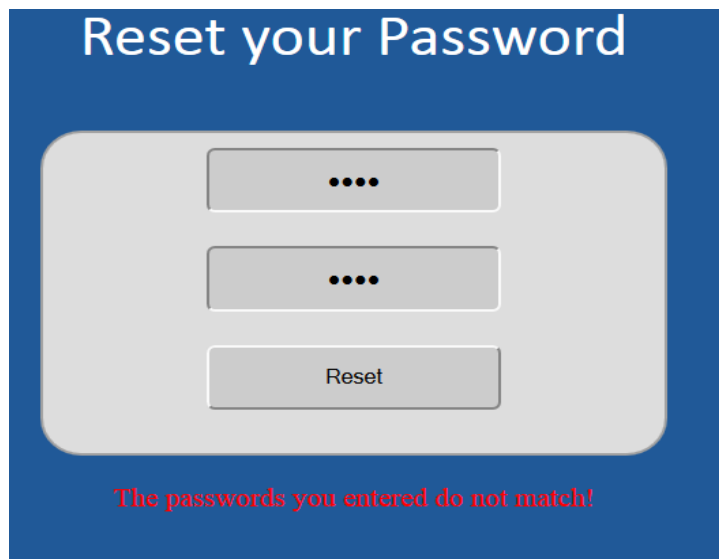 Reset your Password
••••
••••
Reset
The passwords you entered do not match!